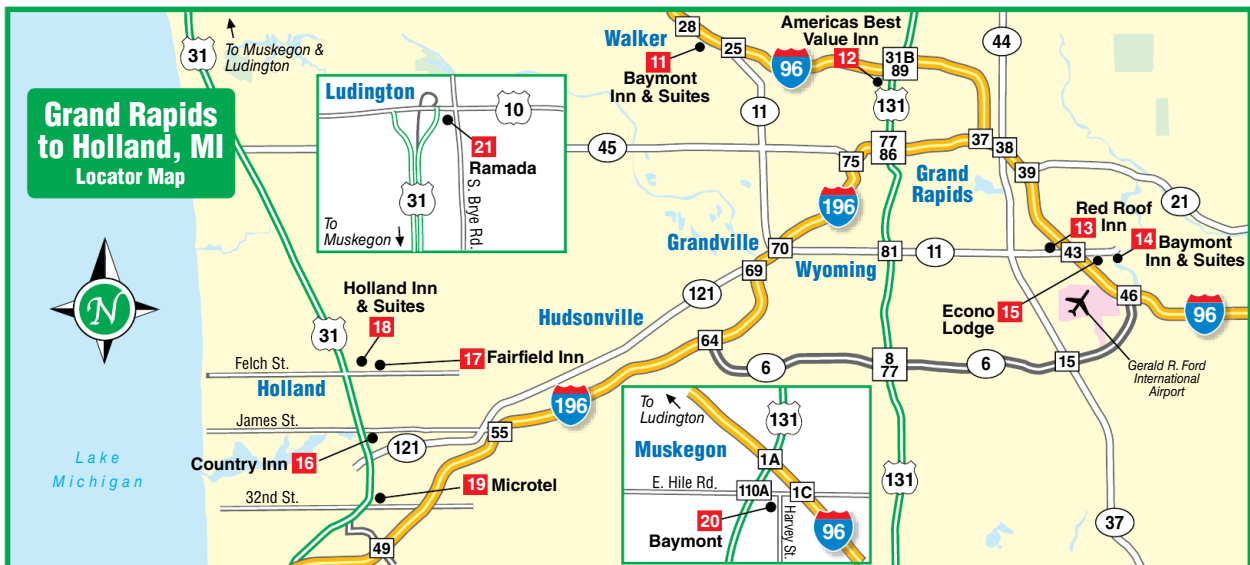 Grand Rapids
to Holland, MI
Locator Map
31
To Muskegon &
Ludington
Ludington
10
21
Ramada
S. Brye Rd.
31
To
Muskegon
45
28
Walker
11
Baymont
Inn & Suites
25
96
11
Americas Best
Value Inn
12
31B
89
131
44
77
86
37
38
75
39
Grand
Rapids
196
21
Red Roof
Inn
13
14
Baymont
Inn & Suites
Grandville
70
Wyoming
81
11
43
69
121
Econo
Lodge
15
46
96
Hudsonville
64
6
8
77
6
15
Gerald R. Ford
International
Airport
N
Holland Inn
& Suites
18
31
17
Fairfield Inn
Felch St.
Holland
196
James St.
55
121
Country Inn
16
Lake
Michigan
19
Microtel
32nd St.
49
To
Ludington
131
Muskegon
1A
E. Hile Rd.
110A
1C
20
Baymont
Harvey St.
96
131
37